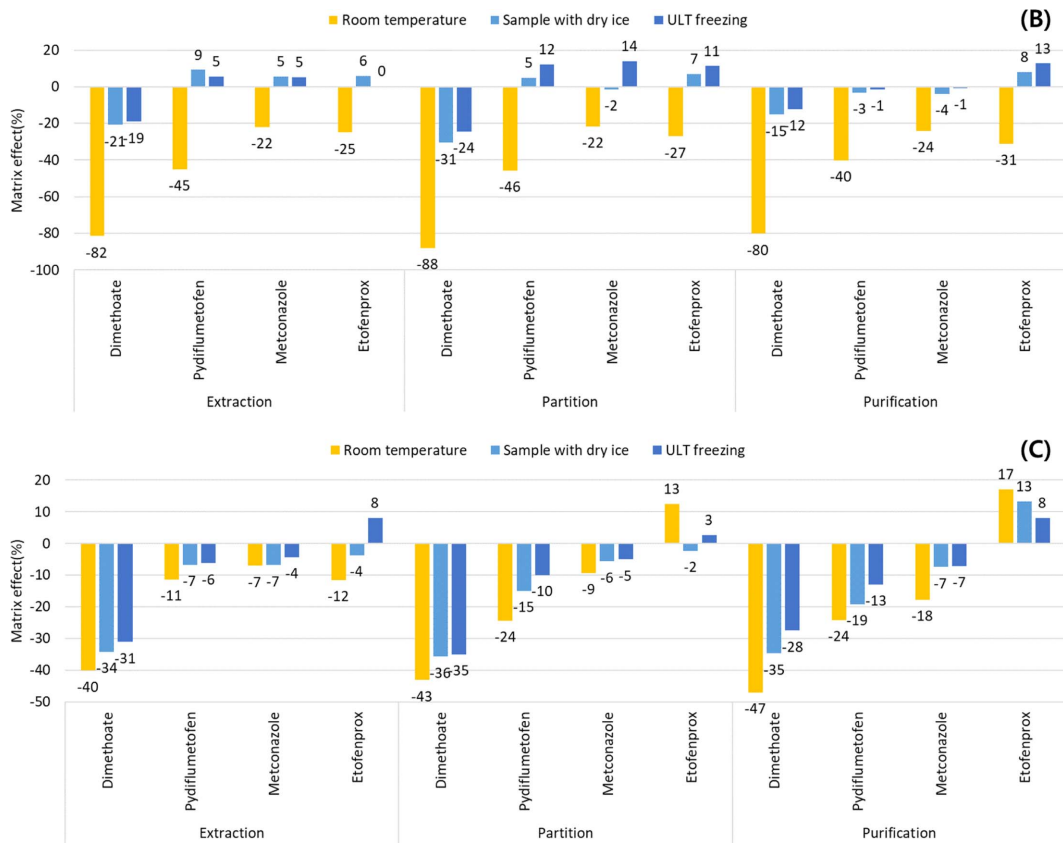 (B)
Room temperature Sample with dry ice ULT freezing
Matrix effect(%)
20
0
-20
-40
-60
-80
-100
-82 -21 -19
-45 9 5
-22 5 5
-25 6 0
-88 -31 -24
-46 5 12
-22 -2 14
-27 7 11
-80 -15 -12
-40 -3 -1
-24 -4 -1
-31 8 13
Dimethoate Pydiflumetofen Metconazole Etofenprox
Dimethoate Pydiflumetofen Metconazole Etofenprox
Dimethoate Pydiflumetofen Metconazole Etofenprox
Extraction Partition Purification
(C)
Room temperature Sample with dry ice ULT freezing
Matrix effect(%)
20
10
0
-10
-20
-30
-40
-50
-40 -34 -31
-11 -7 -6
-7 -7 -4
-12 -4 8
-43 -36 -35
-24 -15 -10
-9 -6 -5
13 -2 3
-47 -35 -28
-24 -19 -13
-18 -7 -7
17 13 8
Dimethoate Pydiflumetofen Metconazole Etofenprox
Dimethoate Pydiflumetofen Metconazole Etofenprox
Dimethoate Pydiflumetofen Metconazole Etofenprox
Extraction Partition Purification